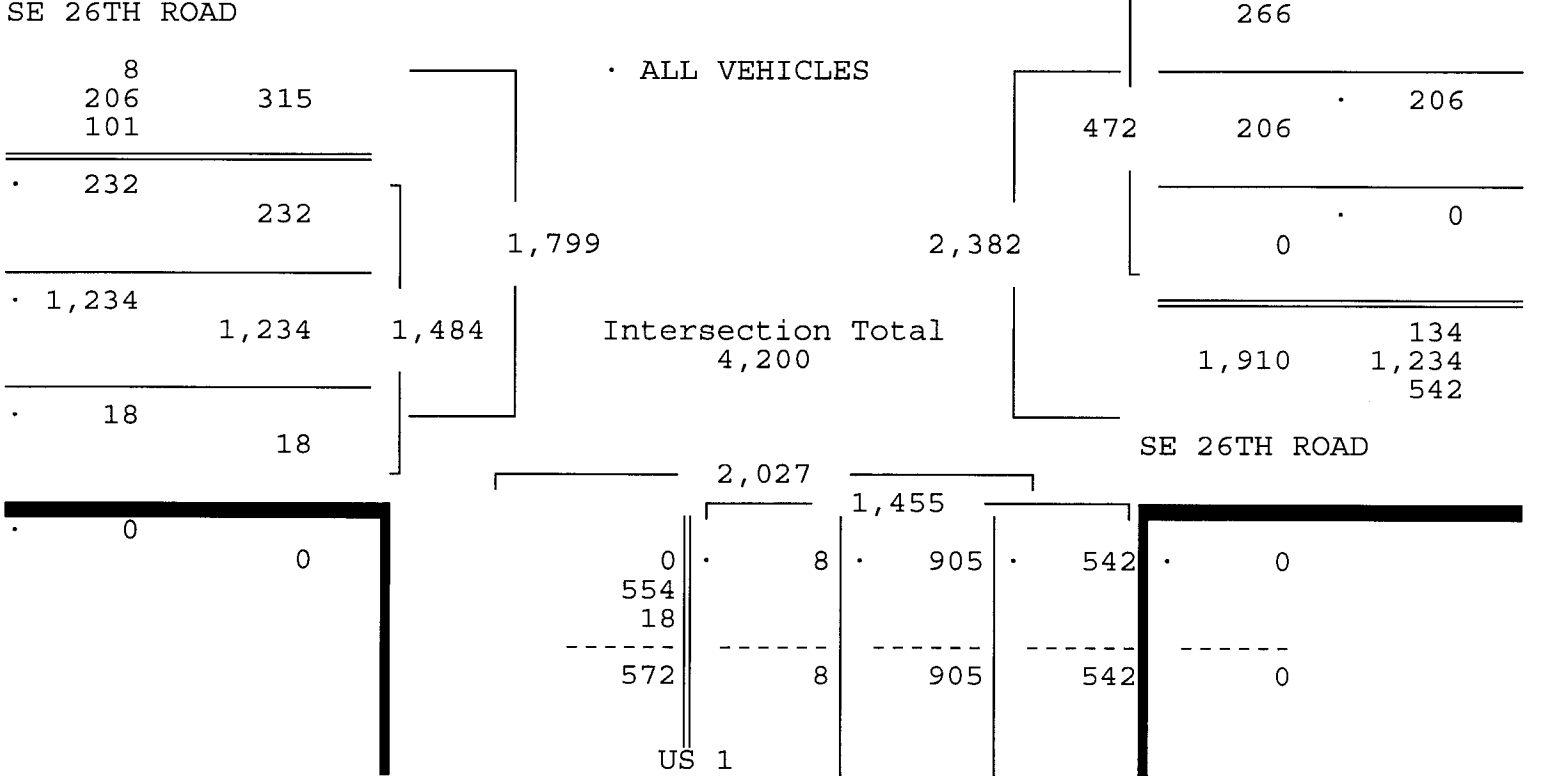 SE 26TH ROAD
266
8
· ALL VEHICLES
206 315
· 206
101
472 206
· 232
232
· 0
1,799 2,382 0
· 1,234
1,234 1,484 Intersection Total 134
4,200 1,910 1,234
542
· 18
18 SE 26TH ROAD
2,027
1,455
· 0
0 0 · 8 · 905 · 542 · 0
554
18
------ ------ ------ ------ ------
572 8 905 542 0
US 1